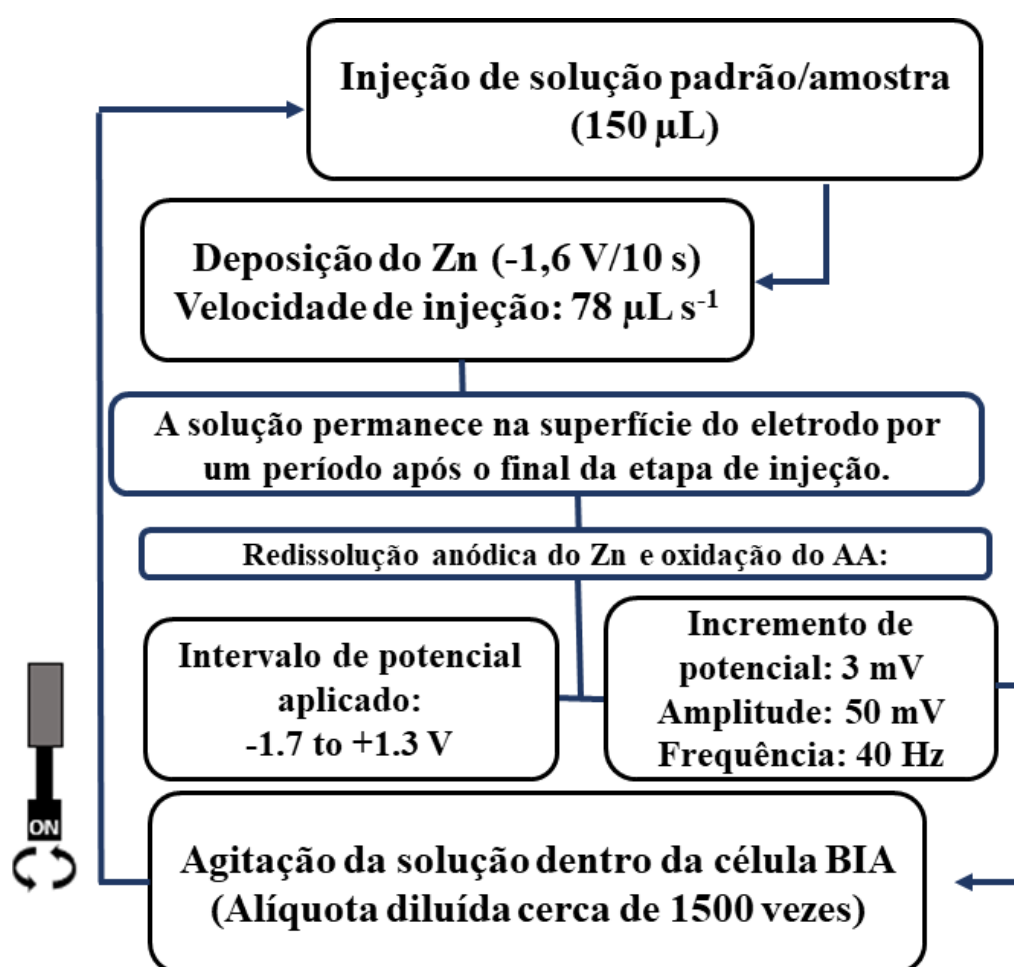 Injeção de solução padrão/amostra
(150 µL)
Deposição do Zn (-1,6 V/10 s)
Velocidade de injeção: 78 µL s⁻¹
A solução permanece na superfície do eletrodo por
um período após o final da etapa de injeção.
Redissolução anódica do Zn e oxidação do AA:
Intervalo de potencial
aplicado:
-1.7 to +1.3 V
Incremento de
potencial: 3 mV
Amplitude: 50 mV
Frequência: 40 Hz
ON
Agitação da solução dentro da célula BIA
(Alíquota diluída cerca de 1500 vezes)